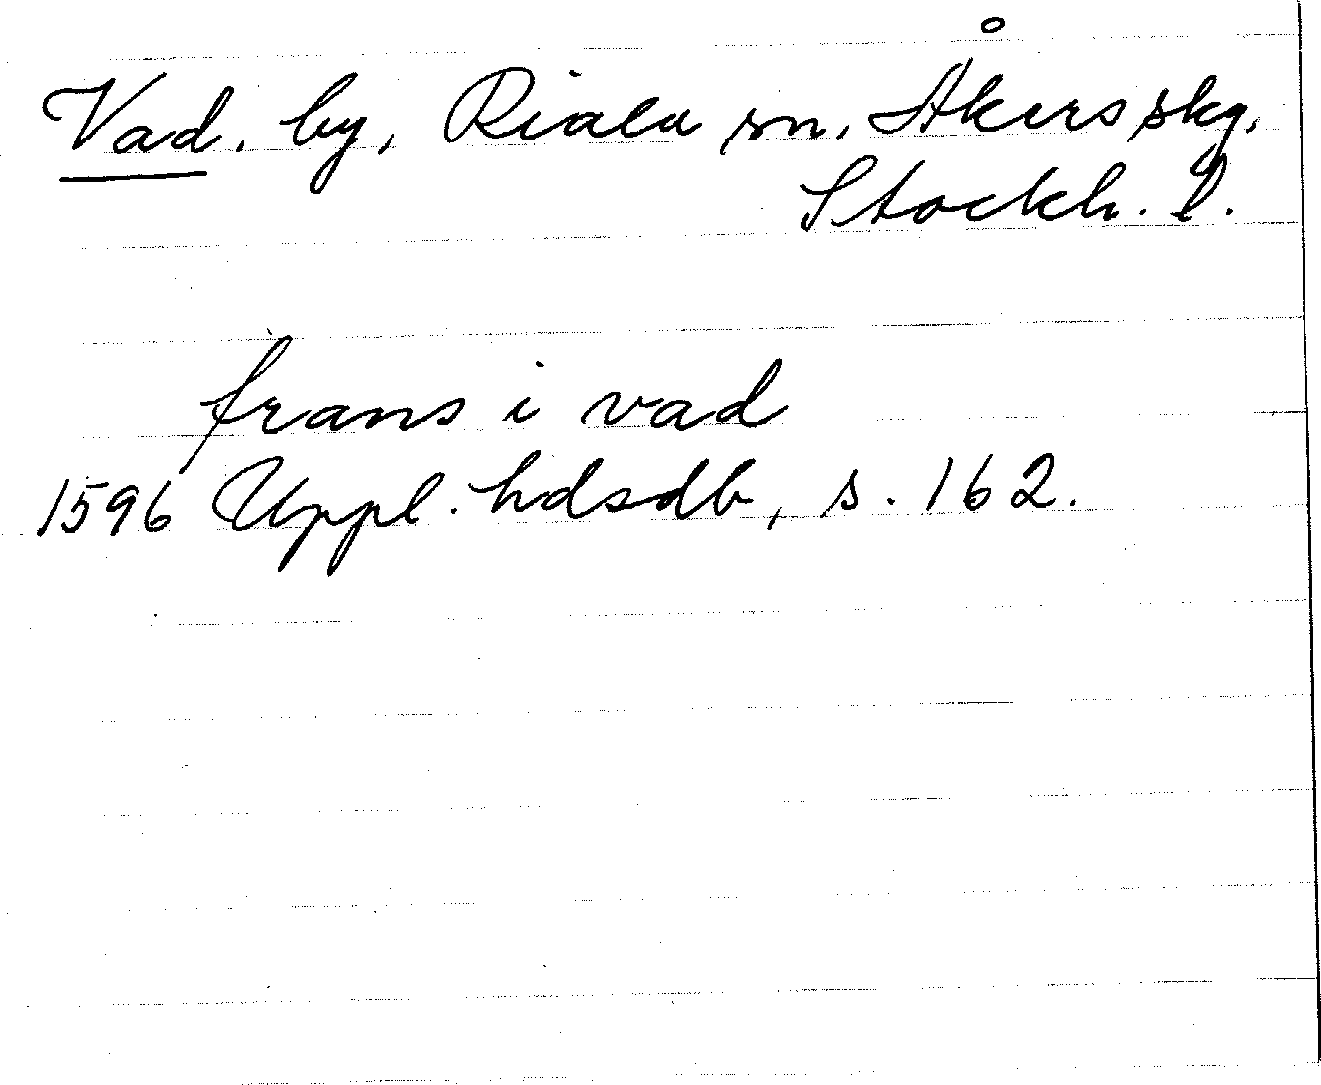 Vad. by, Riala sn, Åkers skg.
Stockh. l.
frans i vad
1596 Uppl. hdsdb, s. 162.